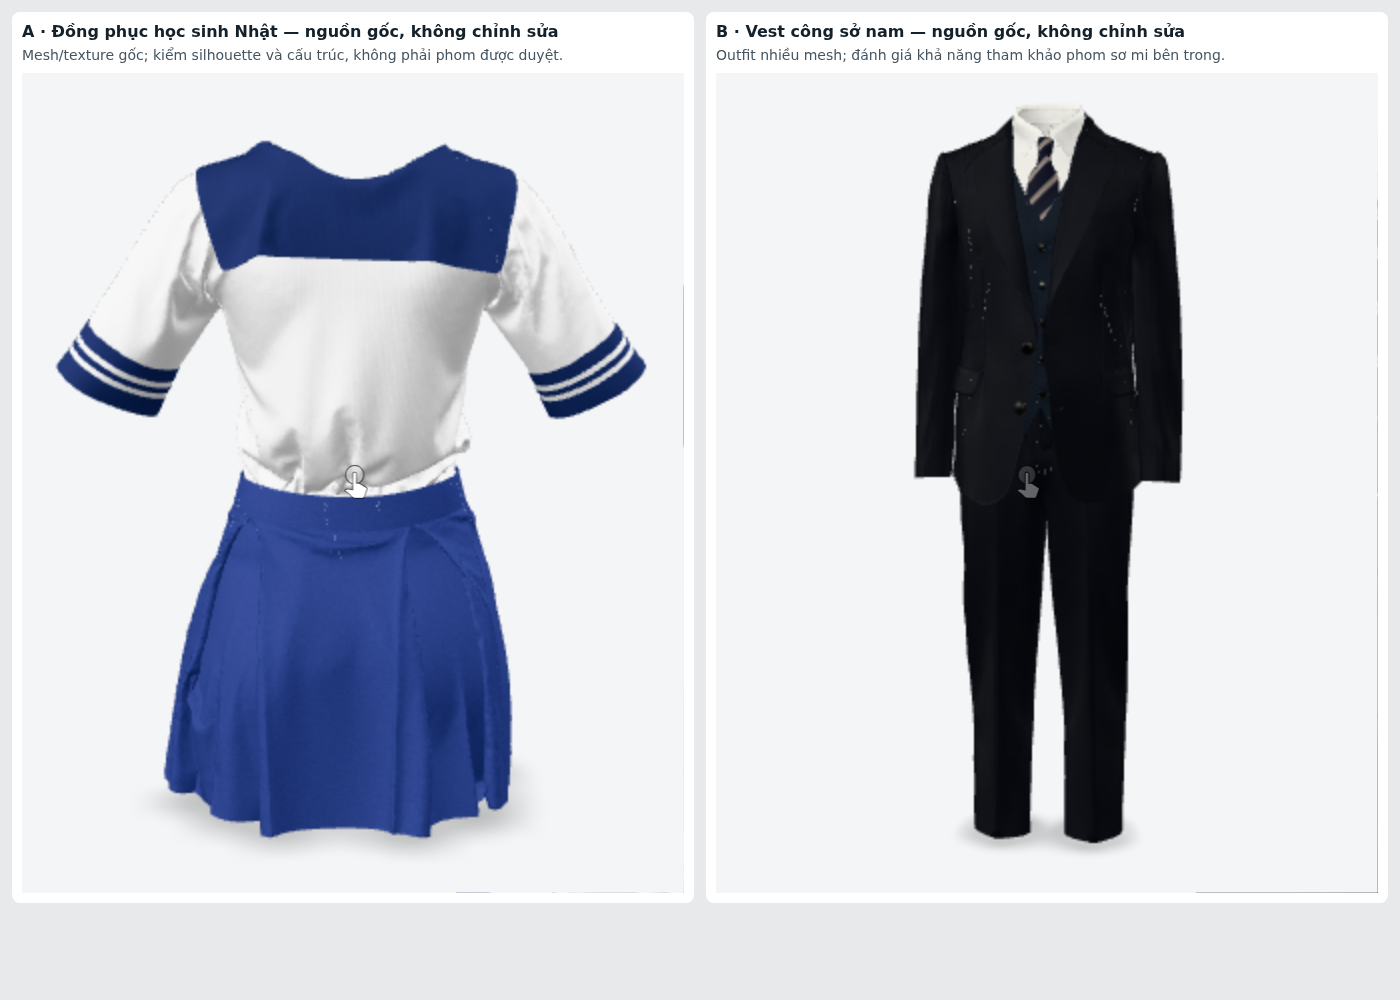 A · Đồng phục học sinh Nhật — nguồn gốc, không chỉnh sửa
Mesh/texture gốc; kiểm silhouette và cấu trúc, không phải phom được duyệt.
B · Vest công sở nam — nguồn gốc, không chỉnh sửa
Outfit nhiều mesh; đánh giá khả năng tham khảo phom sơ mi bên trong.